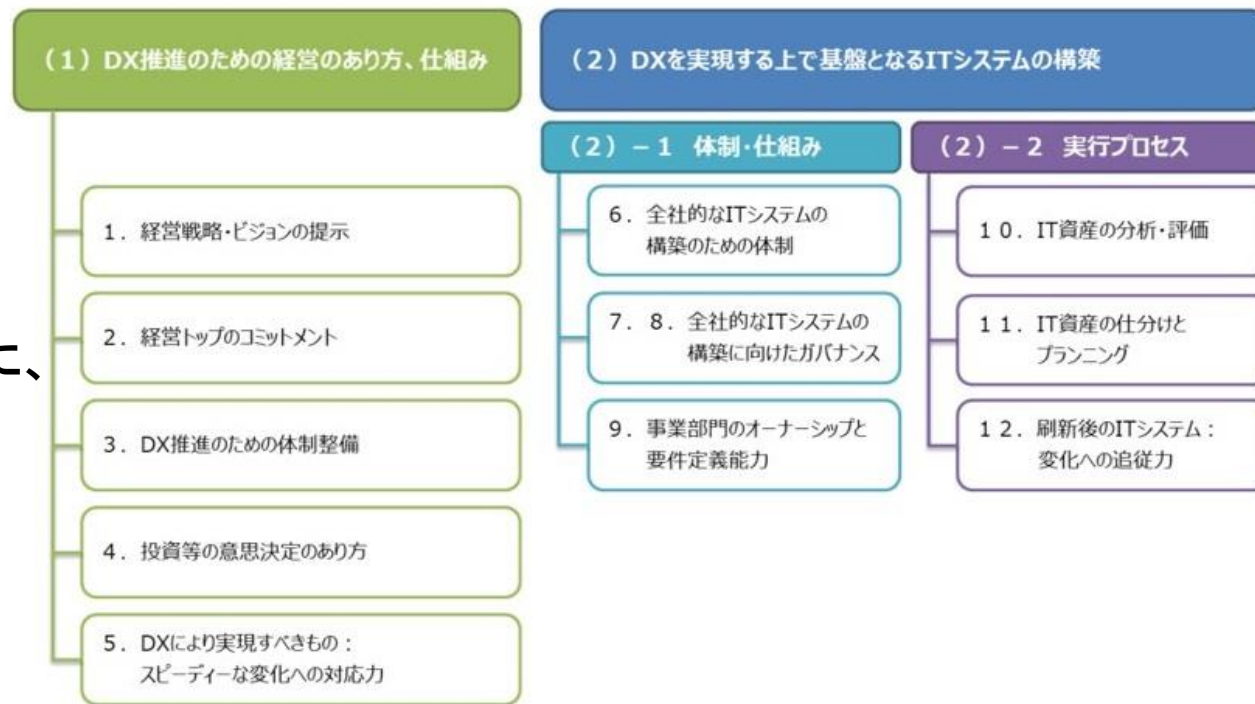 （1）DX推進のための経営のあり方、仕組み
1．経営戦略・ビジョンの提示
2．経営トップのコミットメント
に、
3．DX推進のための体制整備
4．投資等の意思決定のあり方
5．DXにより実現すべきもの：
スピーディーな変化への対応力
（2）DXを実現する上で基盤となるITシステムの構築
（2）－1 体制・仕組み
6．全社的なITシステムの
構築のための体制
7．8．全社的なITシステムの
構築に向けたガバナンス
9．事業部門のオーナーシップと
要件定義能力
（2）－2 実行プロセス
10．IT資産の分析・評価
11．IT資産の仕分けと
プランニング
12．刷新後のITシステム：
変化への追従力